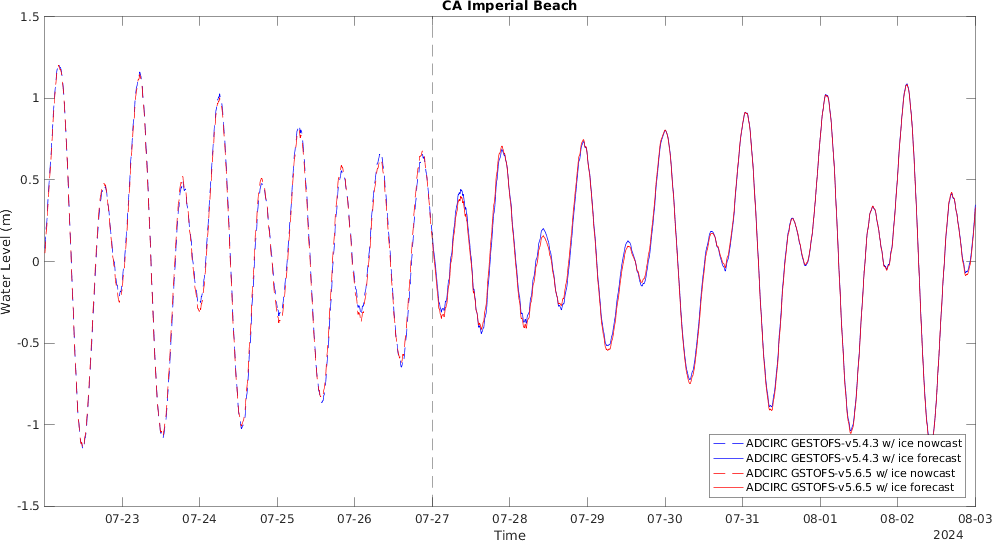 CA Imperial Beach
1.5
1
0.5
0
-0.5
-1
-1.5
Water Level (m)
07-23 07-24 07-25 07-26 07-27 07-28 07-29 07-30 07-31 08-01 08-02 08-03
Time
2024
ADCIRC GESTOFS-v5.4.3 w/ ice nowcast
ADCIRC GESTOFS-v5.4.3 w/ ice forecast
ADCIRC GSTOFS-v5.6.5 w/ ice nowcast
ADCIRC GSTOFS-v5.6.5 w/ ice forecast